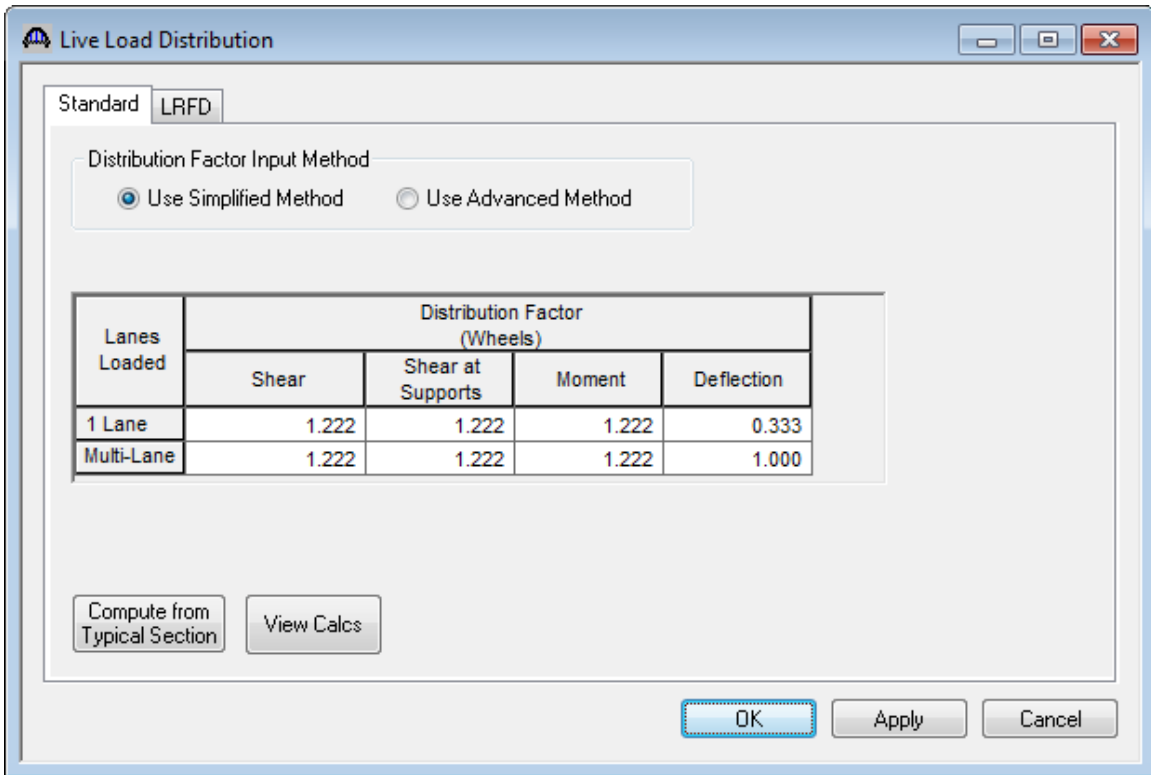 Live Load Distribution
Standard LRFD
Distribution Factor Input Method
Use Simplified Method Use Advanced Method
Lanes Loaded
Distribution Factor
(Wheels)
Shear Shear at Supports Moment Deflection
1 Lane 1.222 1.222 1.222 0.333
Multi-Lane 1.222 1.222 1.222 1.000
Compute from
Typical Section
View Calcs
OK Apply Cancel